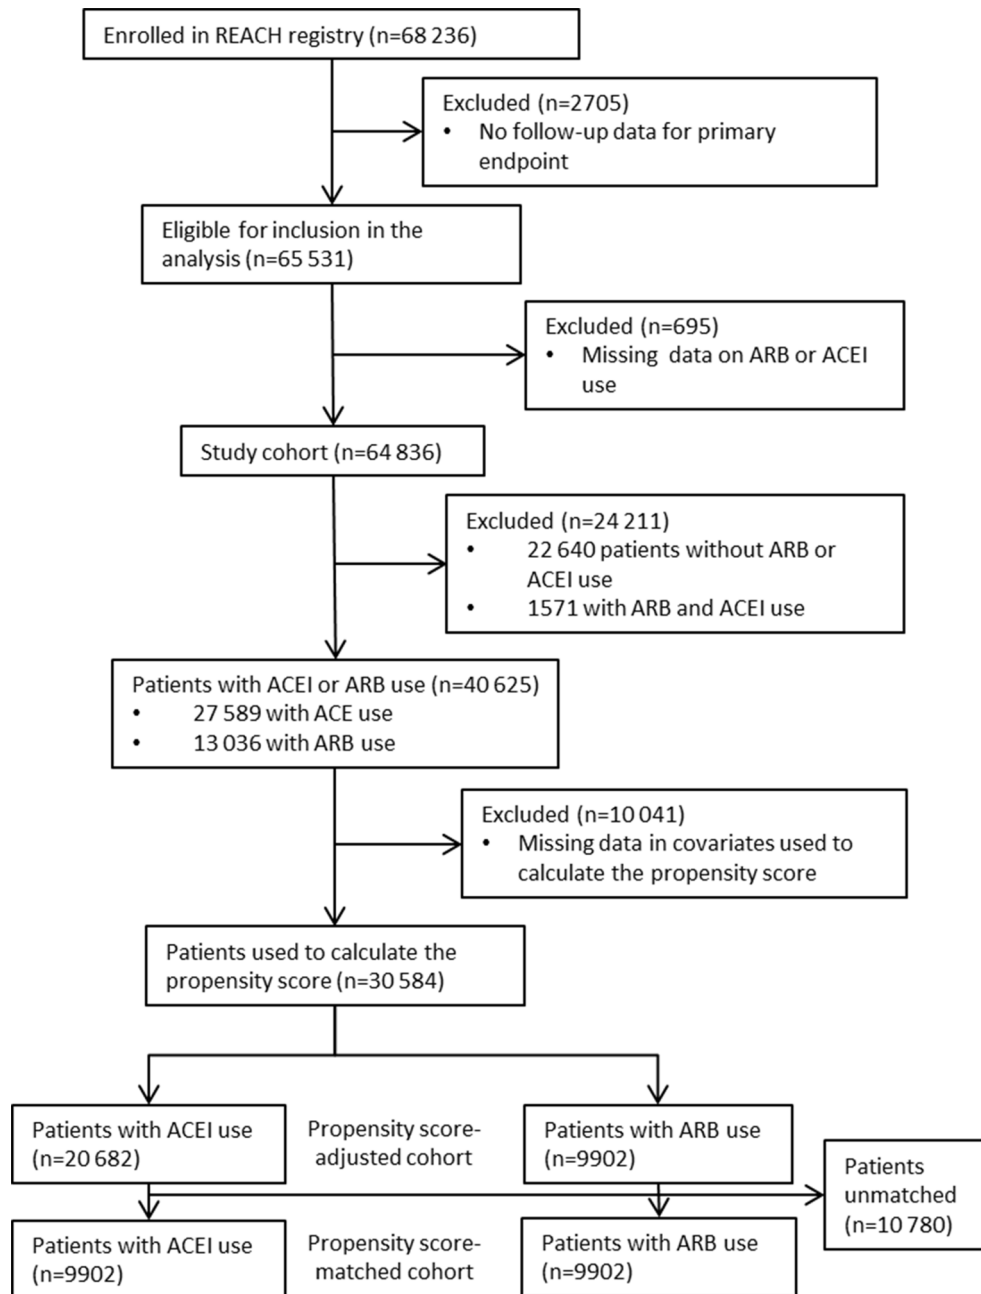 Enrolled in REACH registry (n=68 236)
Excluded (n=2705)
• No follow-up data for primary
endpoint
Eligible for inclusion in the
analysis (n=65 531)
Excluded (n=695)
• Missing data on ARB or ACEI
use
Study cohort (n=64 836)
Excluded (n=24 211)
• 22 640 patients without ARB or
ACEI use
• 1571 with ARB and ACEI use
Patients with ACEI or ARB use (n=40 625)
• 27 589 with ACE use
• 13 036 with ARB use
Excluded (n=10 041)
• Missing data in covariates used to
calculate the propensity score
Patients used to calculate the
propensity score (n=30 584)
Patients with ACEI use
(n=20 682)
Propensity score-
adjusted cohort
Patients with ARB use
(n=9902)
Patients
unmatched
(n=10 780)
Patients with ACEI use
(n=9902)
Propensity score-
matched cohort
Patients with ARB use
(n=9902)